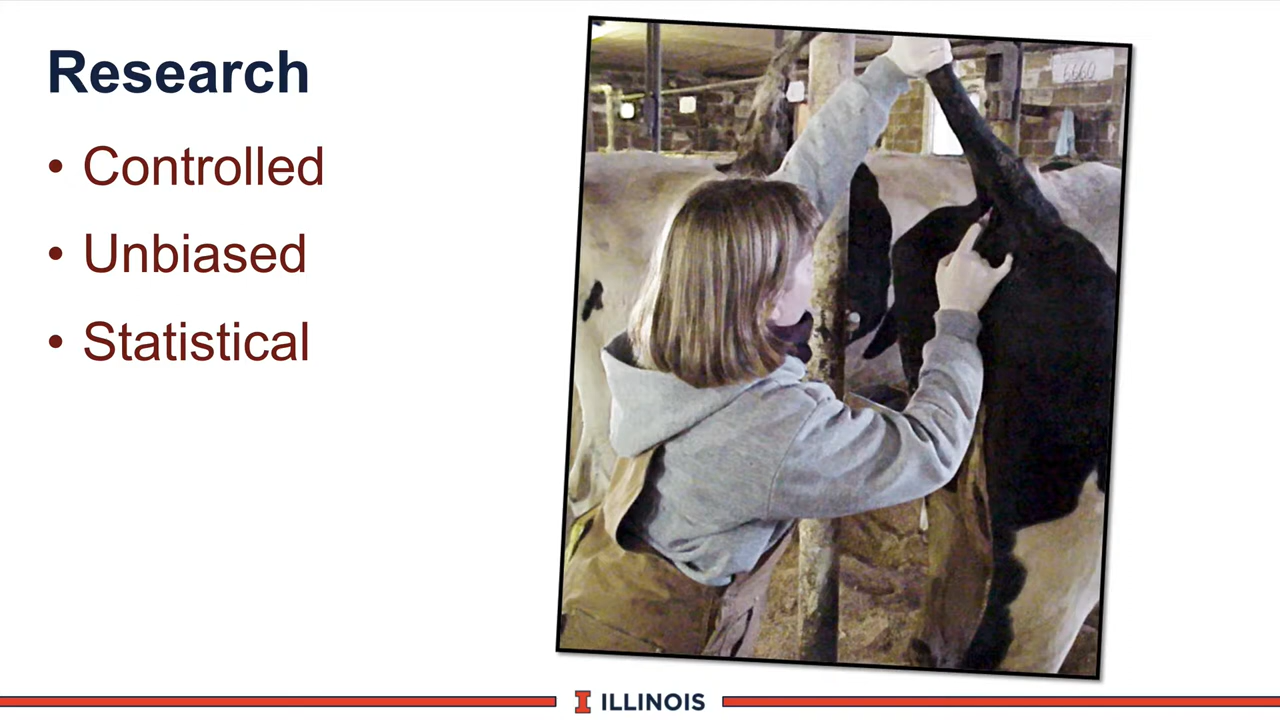 Research
• Controlled
• Unbiased
• Statistical
6660
I ILLINOIS